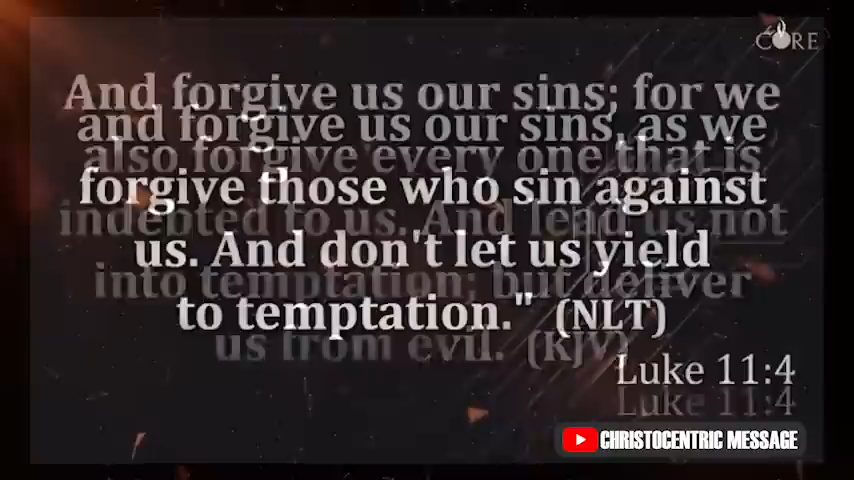 CORE
And forgive us our sins; for we
and forgive us our sins, as we
also forgive every one that is
forgive those who sin against
indebted to us. And lead us not
us. And don't let us yield
into temptation; but deliver
to temptation." (NLT)
us from evil. (KJV)
Luke 11:4
Luke 11:4
CHRISTOCENTRIC MESSAGE